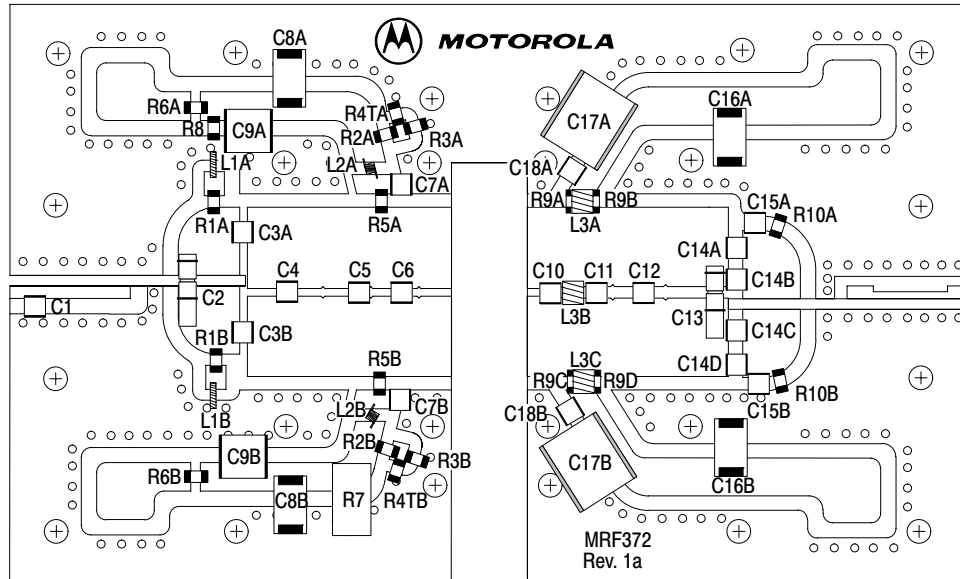 MOTOROLA
C8A
R6A
R8
C9A
R4TA
R2A
R3A
C17A
C16A
L1A
L2A
C7A
C18A
R1A
R5A
R9A
R9B
L3A
C15A
R10A
C3A
C14A
C4
C5
C6
C10
C11
C12
C14B
C1
C2
L3B
C13
C3B
C14C
R1B
R5B
L3C
C14D
R9C
R9D
L1B
L2B
C7B
C18B
C15B
R10B
R2B
R3B
C9B
R6B
C8B
R7
R4TB
C17B
C16B
MRF372
Rev. 1a